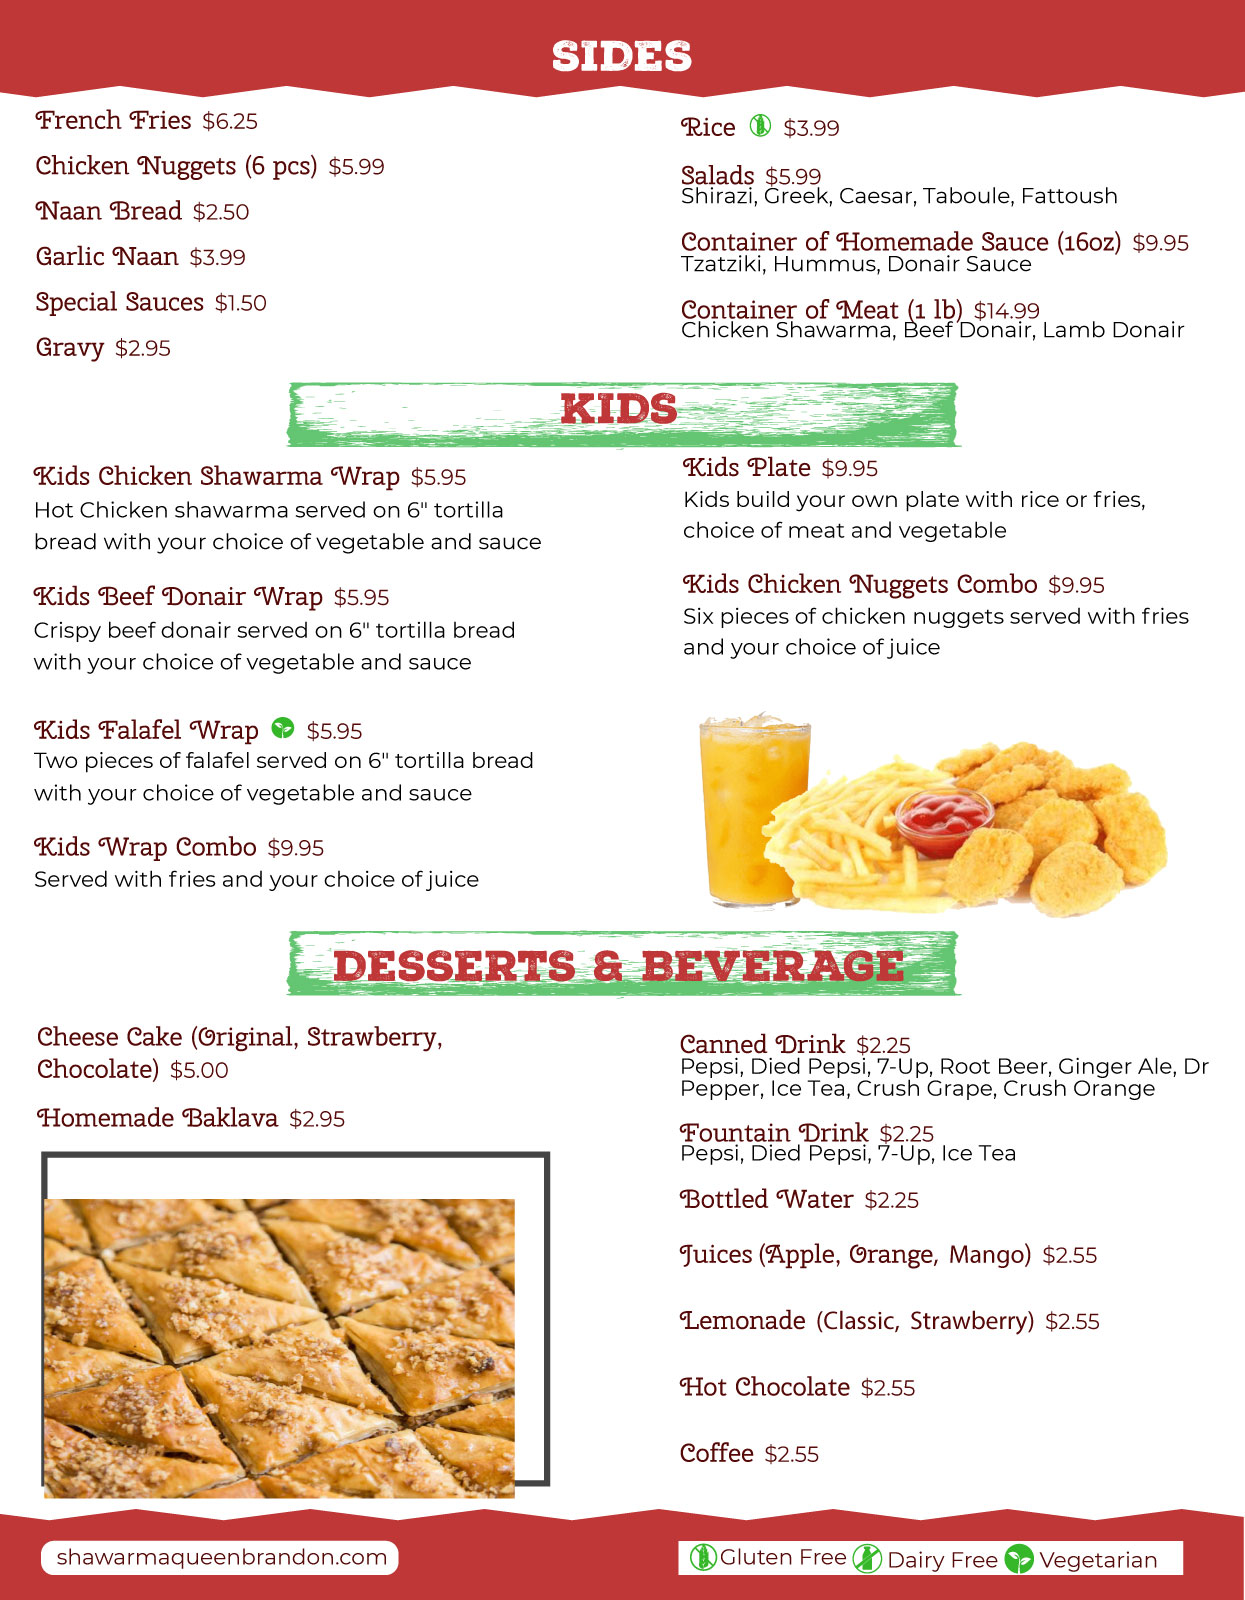 SIDES
French Fries $6.25
Chicken Nuggets (6 pcs) $5.99
Naan Bread $2.50
Garlic Naan $3.99
Special Sauces $1.50
Gravy $2.95
Rice $3.99
Salads $5.99
Shirazi, Greek, Caesar, Taboule, Fattoush
Container of Homemade Sauce (16oz) $9.95
Tzatziki, Hummus, Donair Sauce
Container of Meat (1 lb) $14.99
Chicken Shawarma, Beef Donair, Lamb Donair
KIDS
Kids Chicken Shawarma Wrap $5.95
Hot Chicken shawarma served on 6" tortilla
bread with your choice of vegetable and sauce
Kids Beef Donair Wrap $5.95
Crispy beef donair served on 6" tortilla bread
with your choice of vegetable and sauce
Kids Falafel Wrap $5.95
Two pieces of falafel served on 6" tortilla bread
with your choice of vegetable and sauce
Kids Wrap Combo $9.95
Served with fries and your choice of juice
Kids Plate $9.95
Kids build your own plate with rice or fries,
choice of meat and vegetable
Kids Chicken Nuggets Combo $9.95
Six pieces of chicken nuggets served with fries
and your choice of juice
DESSERTS & BEVERAGE
Cheese Cake (Original, Strawberry,
Chocolate) $5.00
Homemade Baklava $2.95
Canned Drink $2.25
Pepsi, Died Pepsi, 7-Up, Root Beer, Ginger Ale, Dr
Pepper, Ice Tea, Crush Grape, Crush Orange
Fountain Drink $2.25
Pepsi, Died Pepsi, 7-Up, Ice Tea
Bottled Water $2.25
Juices (Apple, Orange, Mango) $2.55
Lemonade (Classic, Strawberry) $2.55
Hot Chocolate $2.55
Coffee $2.55
shawarmaqueenbrandon.com
Gluten Free Dairy Free Vegetarian